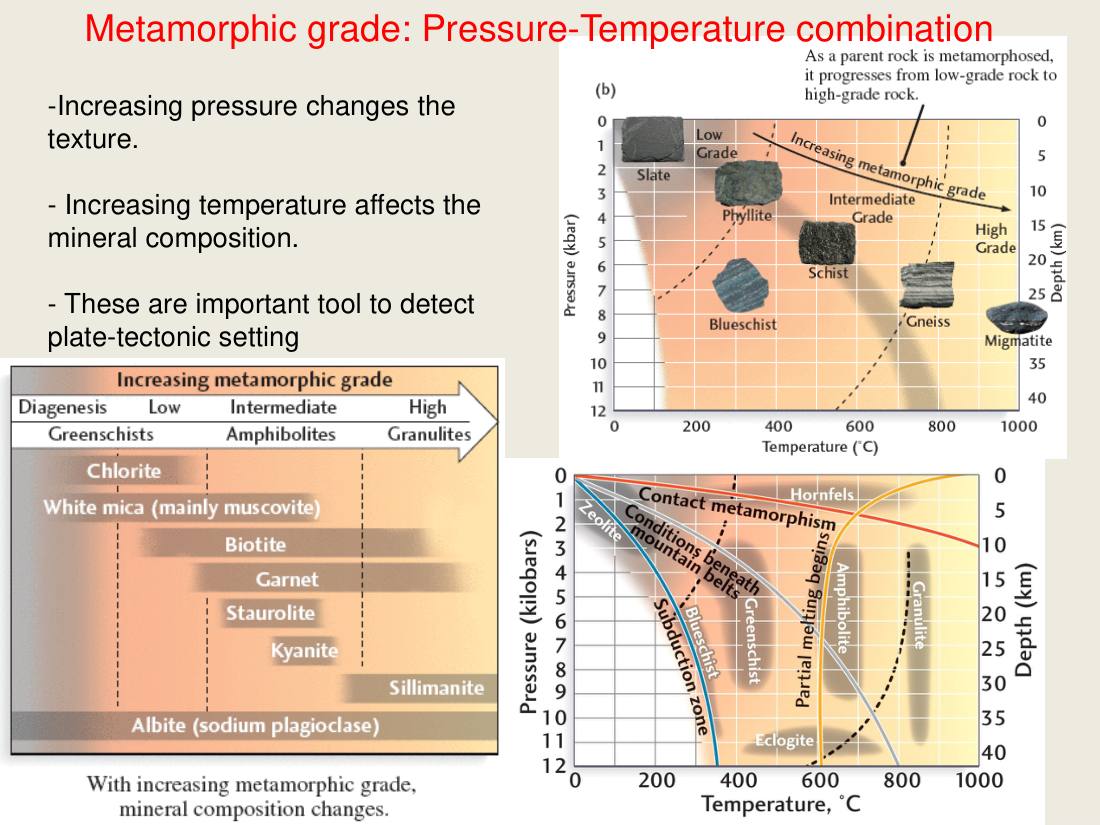 Metamorphic grade: Pressure-Temperature combination
-Increasing pressure changes the
texture.
- Increasing temperature affects the
mineral composition.
- These are important tool to detect
plate-tectonic setting
As a parent rock is metamorphosed,
it progresses from low-grade rock to
high-grade rock.
(b)
0
1
2
3
4
5
6
7
8
9
10
11
12
Pressure (kbar)
0
5
10
15
20
25
35
40
Depth (km)
Low
Grade
Increasing metamorphic grade
Slate
Phyllite
Intermediate
Grade
High
Grade
Schist
Blueschist
Gneiss
Migmatite
0 200 400 600 800 1000
Temperature (˚C)
Increasing metamorphic grade
Diagenesis Low Intermediate High
Greenschists Amphibolites Granulites
Chlorite
White mica (mainly muscovite)
Biotite
Garnet
Staurolite
Kyanite
Sillimanite
Albite (sodium plagioclase)
With increasing metamorphic grade,
mineral composition changes.
0
1
2
3
4
5
6
7
8
9
10
11
12
Pressure (kilobars)
0
5
10
15
20
25
30
35
40
Depth (km)
Zeolite
Contact metamorphism
Hornfels
Conditions beneath
mountain belts
Subduction zone
Blueschist
Greenschist
Partial melting begins
Amphibolite
Granulite
Eclogite
0 200 400 600 800 1000
Temperature, ˚C